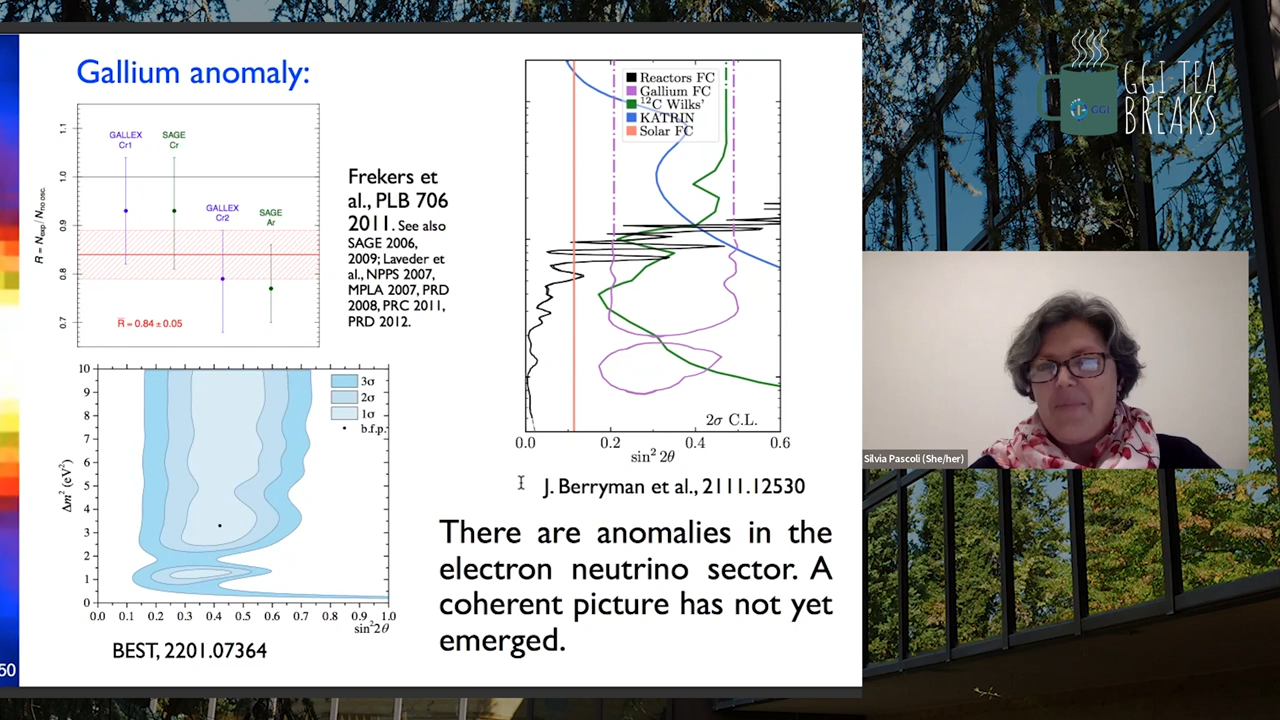 Gallium anomaly:
1.1
1.0
0.9
0.8
0.7
R = N_exp / N_no osc.
GALLEX
Cr1
SAGE
Cr
GALLEX
Cr2
SAGE
Ar
R = 0.84 ± 0.05
Frekers et
al., PLB 706
2011. See also
SAGE 2006,
2009; Laveder et
al., NPPS 2007,
MPLA 2007, PRD
2008, PRC 2011,
PRD 2012.
10
9
8
7
6
5
4
3
2
1
0
Δm² (eV²)
3σ
2σ
1σ
b.f.p.
0.0 0.1 0.2 0.3 0.4 0.5 0.6 0.7 0.8 0.9 1.0
sin²2θ
BEST, 2201.07364
Reactors FC
Gallium FC
¹²C Wilks'
KATRIN
Solar FC
2σ C.L.
0.0 0.2 0.4 0.6
sin² 2θ
J. Berryman et al., 2111.12530
There are anomalies in the
electron neutrino sector. A
coherent picture has not yet
emerged.
50
GGI
GGI TEA
BREAKS
Silvia Pascoli (She/her)